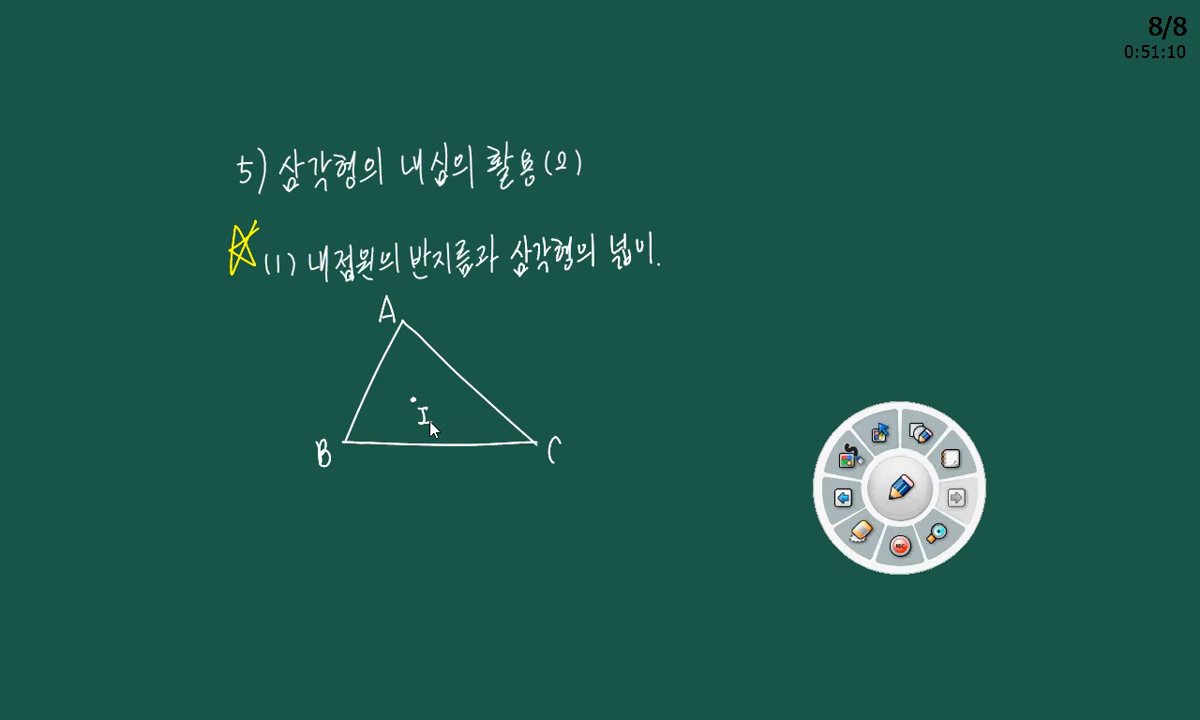 8/8
0:51:10
5) 삼각형의 내심의 활용(2)
(1) 내접원의 반지름과 삼각형의 넓이.
A
I
B
C
REC